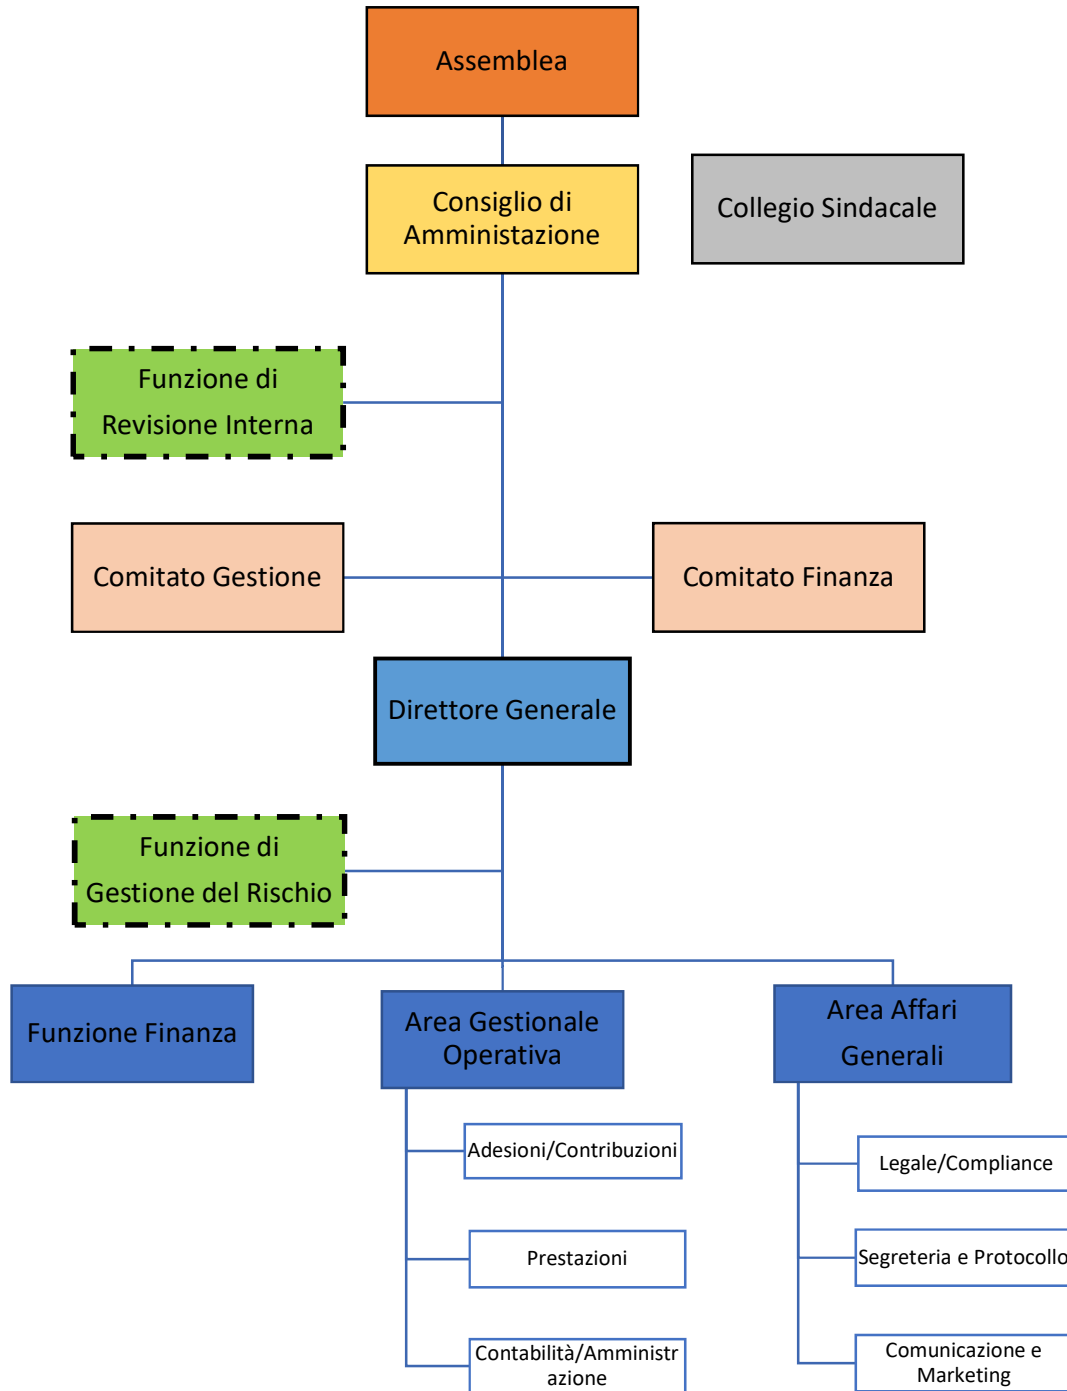 Assemblea
Consiglio di
Amministazione
Collegio Sindacale
Funzione di
Revisione Interna
Comitato Gestione
Comitato Finanza
Direttore Generale
Funzione di
Gestione del Rischio
Funzione Finanza
Area Gestionale
Operativa
Area Affari
Generali
Adesioni/Contribuzioni
Legale/Compliance
Prestazioni
Segreteria e Protocollo
Contabilità/Amministr
azione
Comunicazione e
Marketing